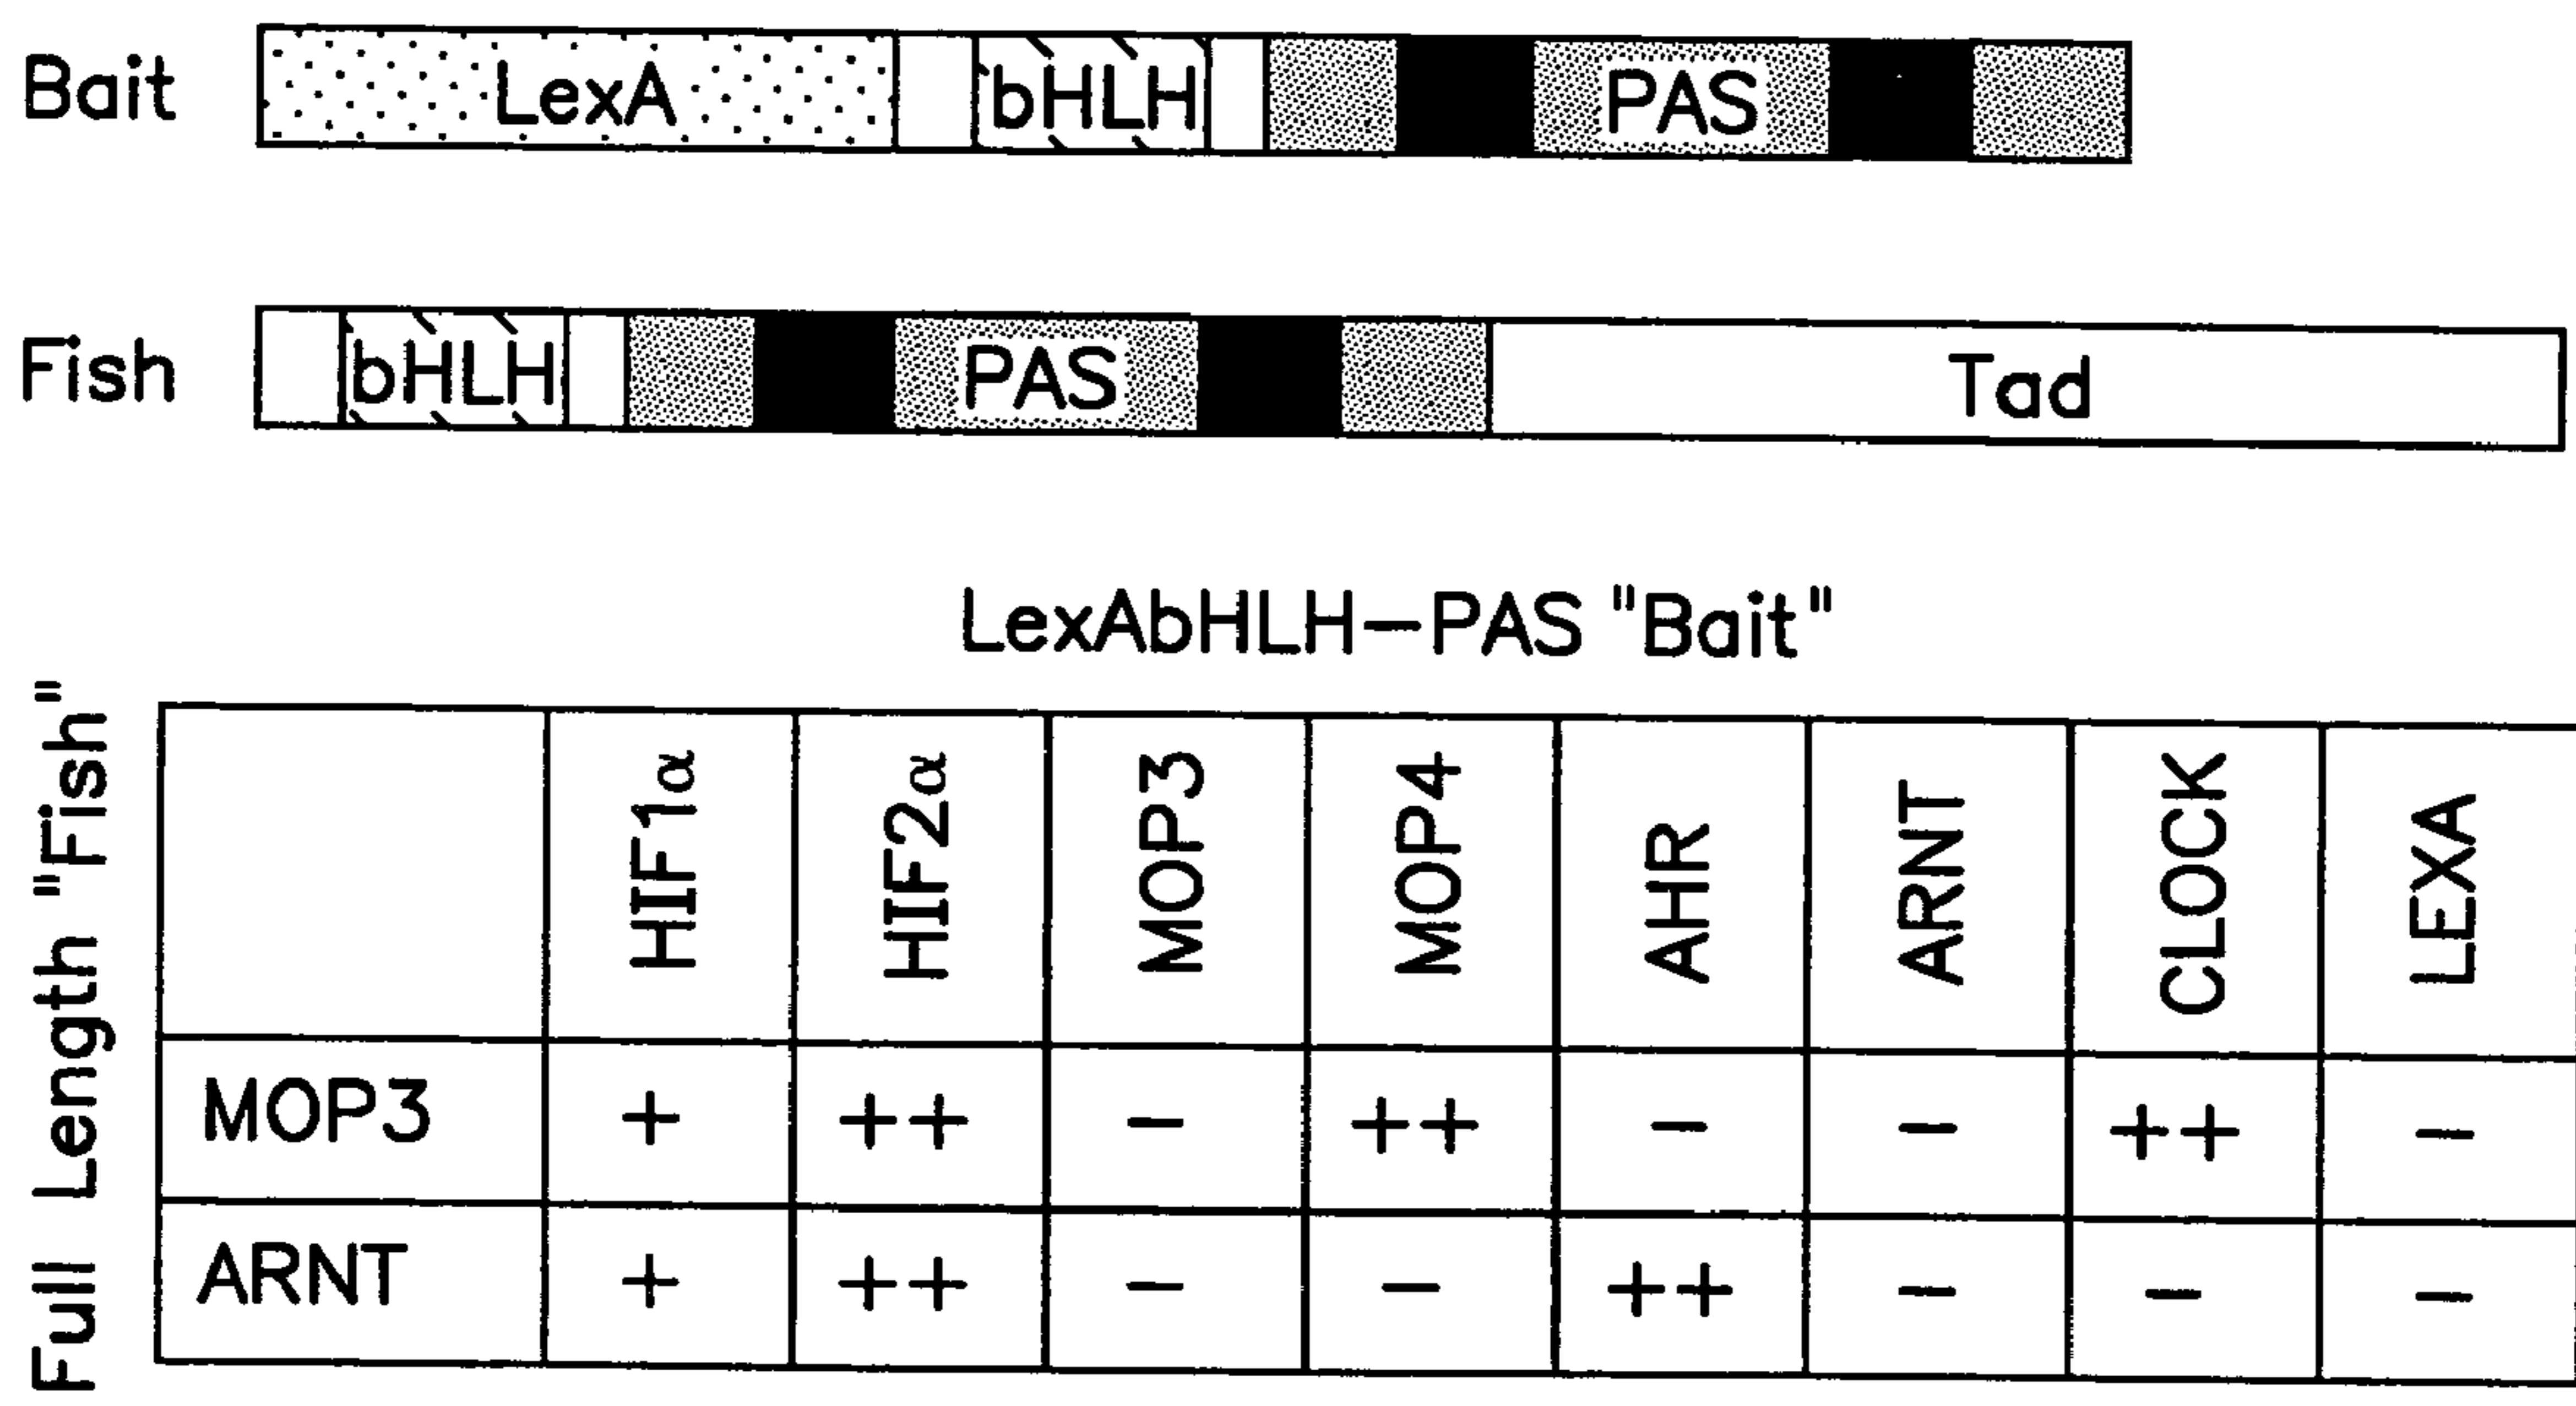 Bait LexA bHLH PAS
Fish bHLH PAS Tad
LexAbHLH-PAS "Bait"
Full Length "Fish"
HIF1α HIF2α MOP3 MOP4 AHR ARNT CLOCK LEXA
MOP3 + ++ - ++ - - ++ -
ARNT + ++ - - ++ - - -